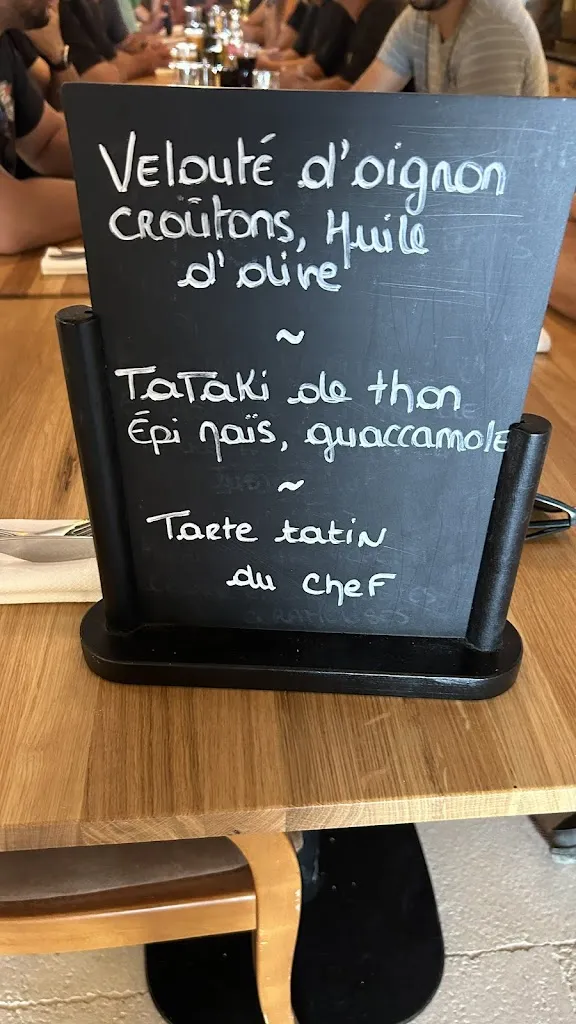 Velouté d'oignon
croûtons, Huile
d'olive
~
TaTaKi de thon
Épi maïs, guaccamole
~
Tarte tatin
du chef